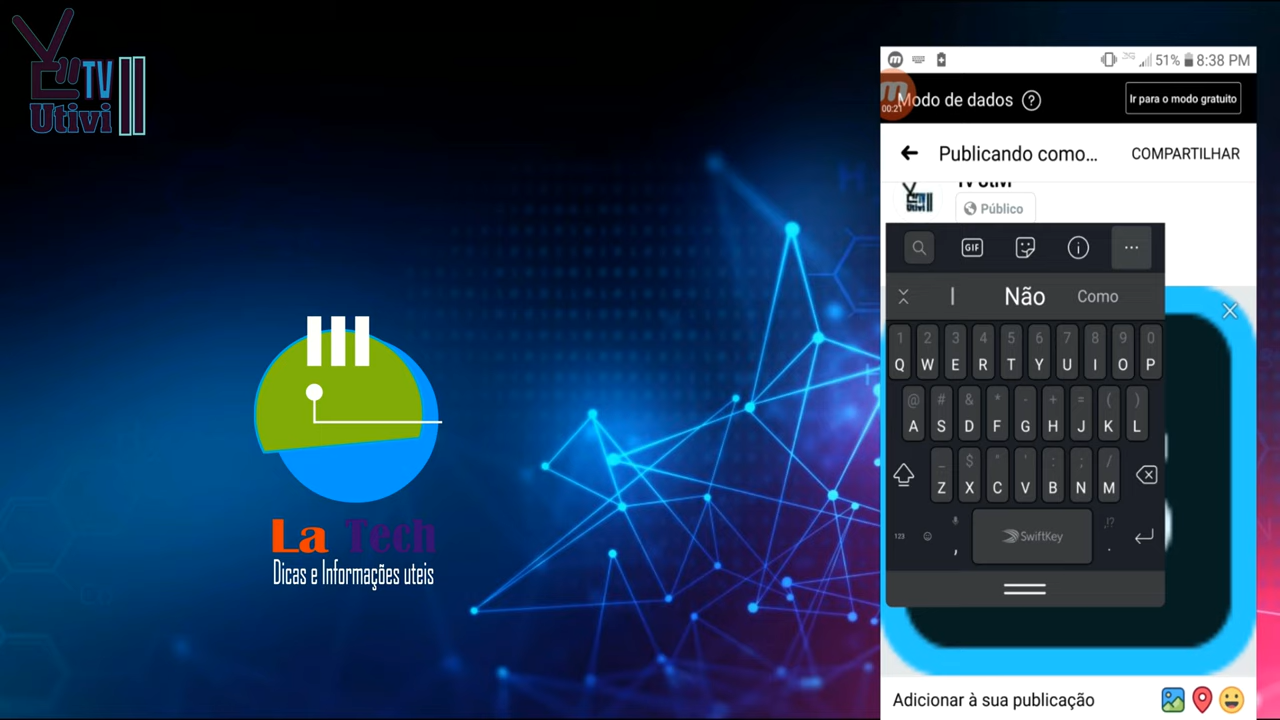 TV
Utivi
La Tech
Dicas e Informações uteis
51% 8:38 PM
00:21
Modo de dados ?
Ir para o modo gratuito
Publicando como... COMPARTILHAR
Tv Utivi
Público
GIF
Não Como
1 2 3 4 5 6 7 8 9 0
Q W E R T Y U I O P
@ # & * - + = ( )
A S D F G H J K L
_ $ " ' : ; /
Z X C V B N M
123 , SwiftKey .
Adicionar à sua publicação